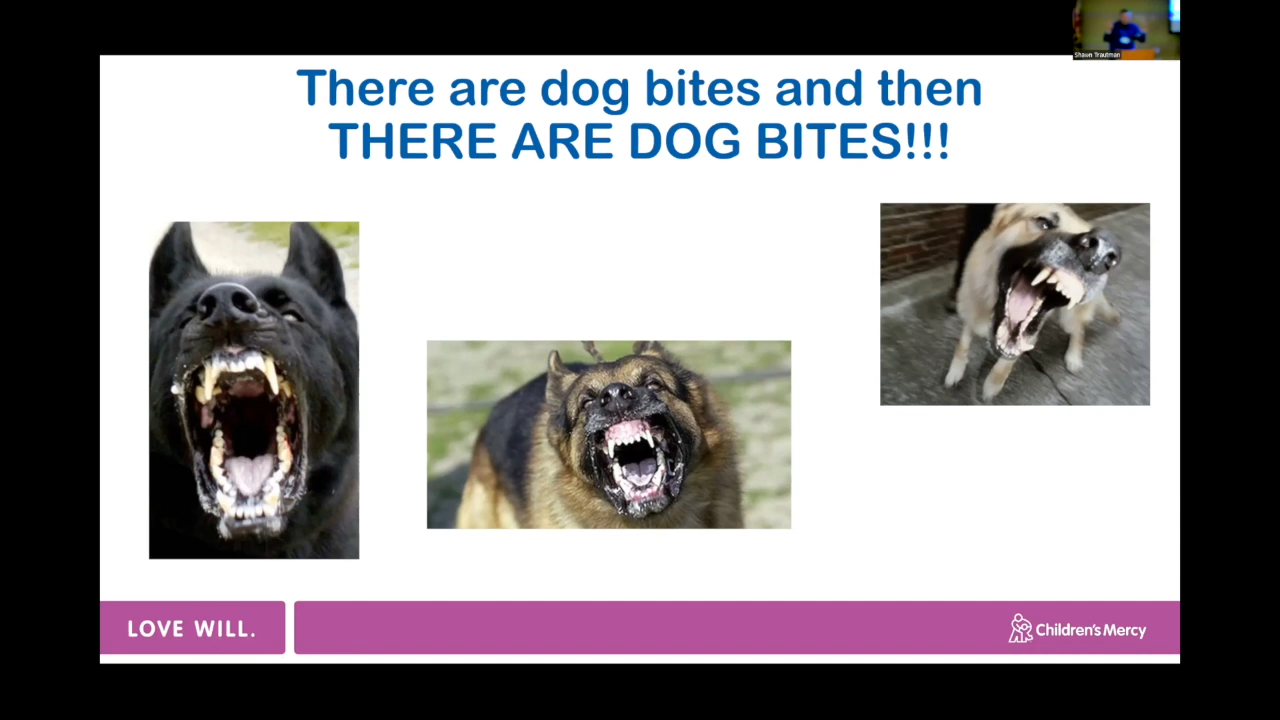 Shawn Trautman
There are dog bites and then
THERE ARE DOG BITES!!!
LOVE WILL.
Children's Mercy